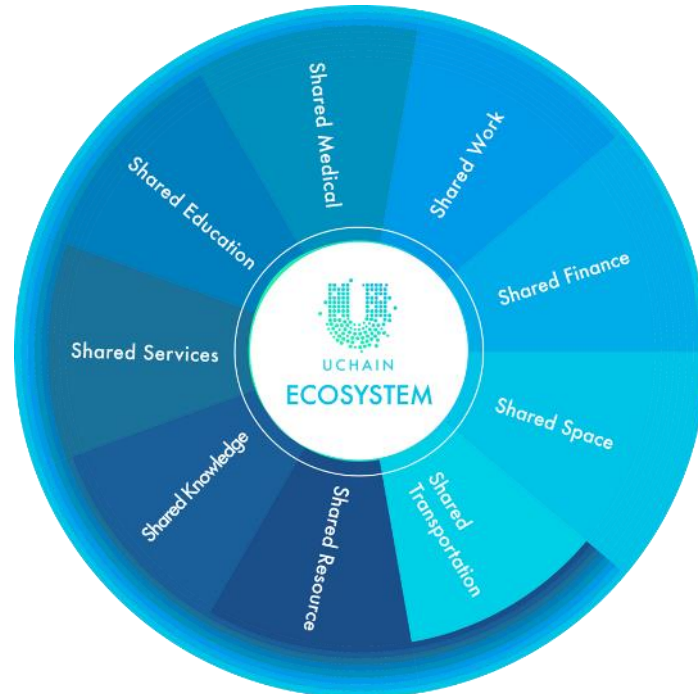 Shared Medical
Shared Work
Shared Finance
Shared Space
Shared
Transportation
Shared Resource
Shared Knowledge
Shared Services
Shared Education
U
UCHAIN
ECOSYSTEM